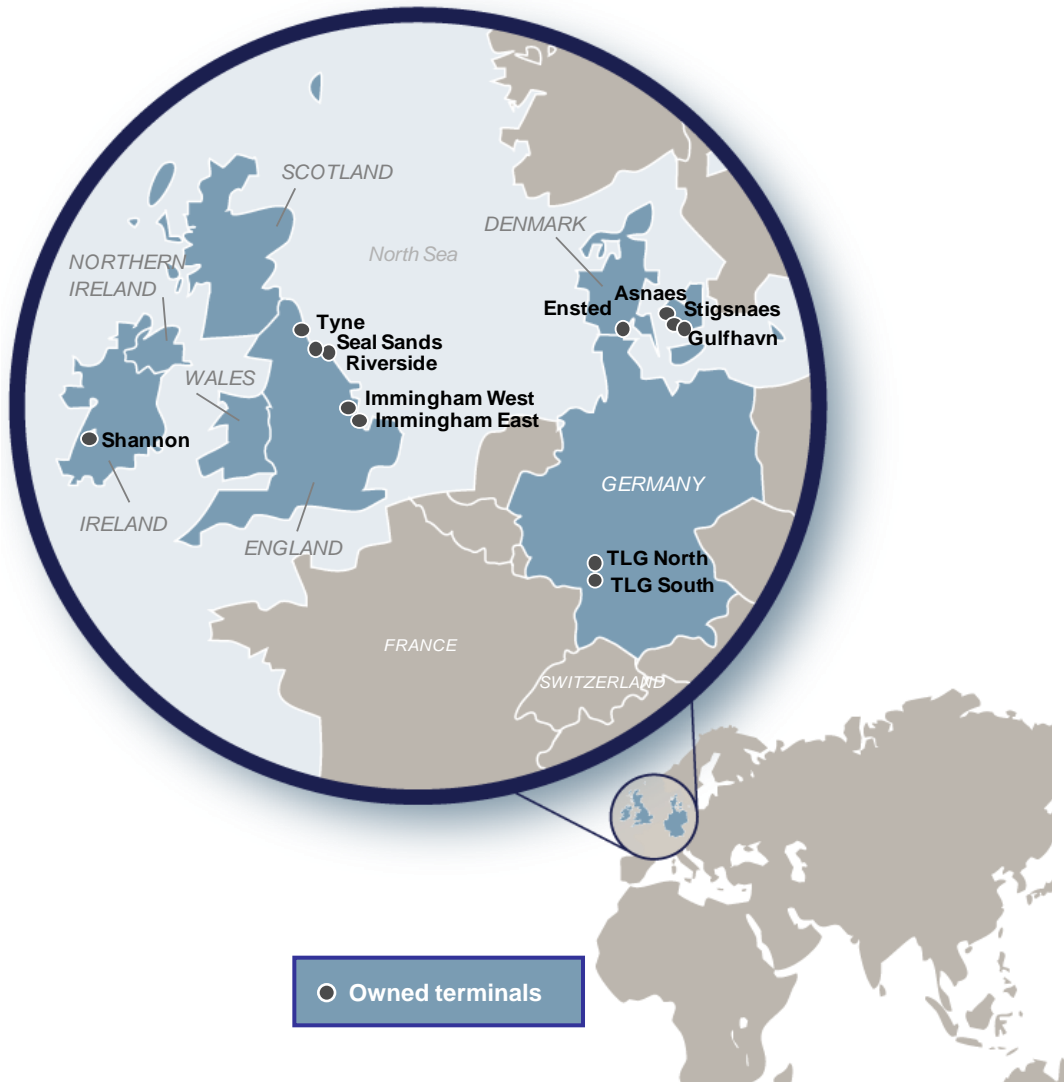 SCOTLAND
DENMARK
North Sea
NORTHERN
IRELAND
Asnaes
Ensted
Stigsnaes
Gulfhavn
Tyne
Seal Sands
Riverside
WALES
Immingham West
Immingham East
Shannon
GERMANY
IRELAND
ENGLAND
TLG North
TLG South
FRANCE
SWITZERLAND
Owned terminals